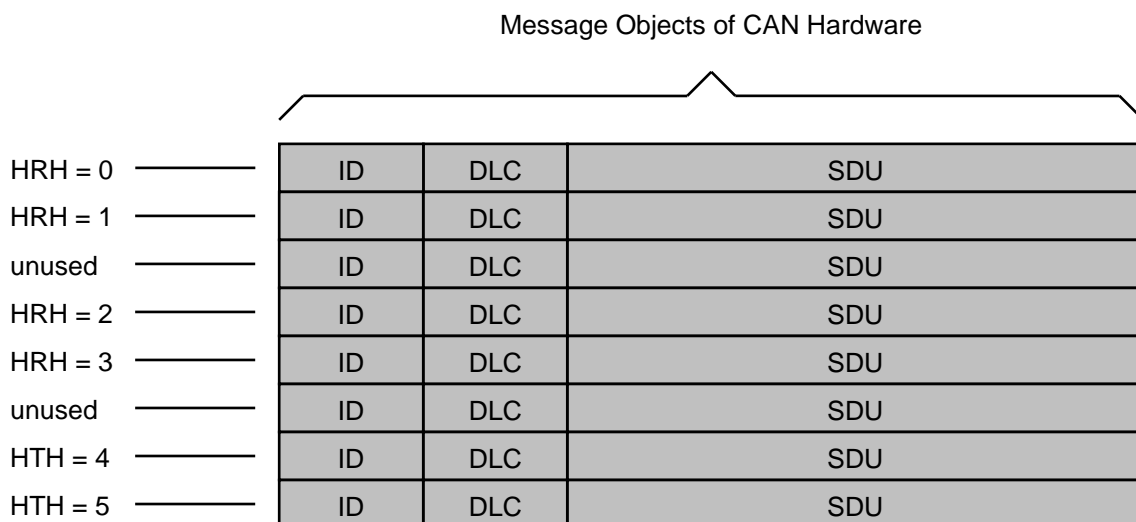 Message Objects of CAN Hardware
HRH = 0 ID DLC SDU
HRH = 1 ID DLC SDU
unused ID DLC SDU
HRH = 2 ID DLC SDU
HRH = 3 ID DLC SDU
unused ID DLC SDU
HTH = 4 ID DLC SDU
HTH = 5 ID DLC SDU